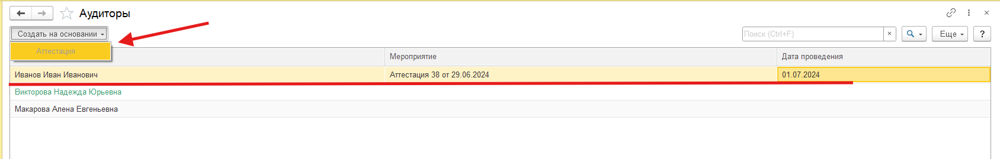 Аудиторы
Создать на основании
Поиск (Ctrl+F)
×
Еще
?
Аттестация
Мероприятие
Дата проведения
Иванов Иван Иванович
Аттестация 38 от 29.06.2024
01.07.2024
Викторова Надежда Юрьевна
Макарова Алена Евгеньевна